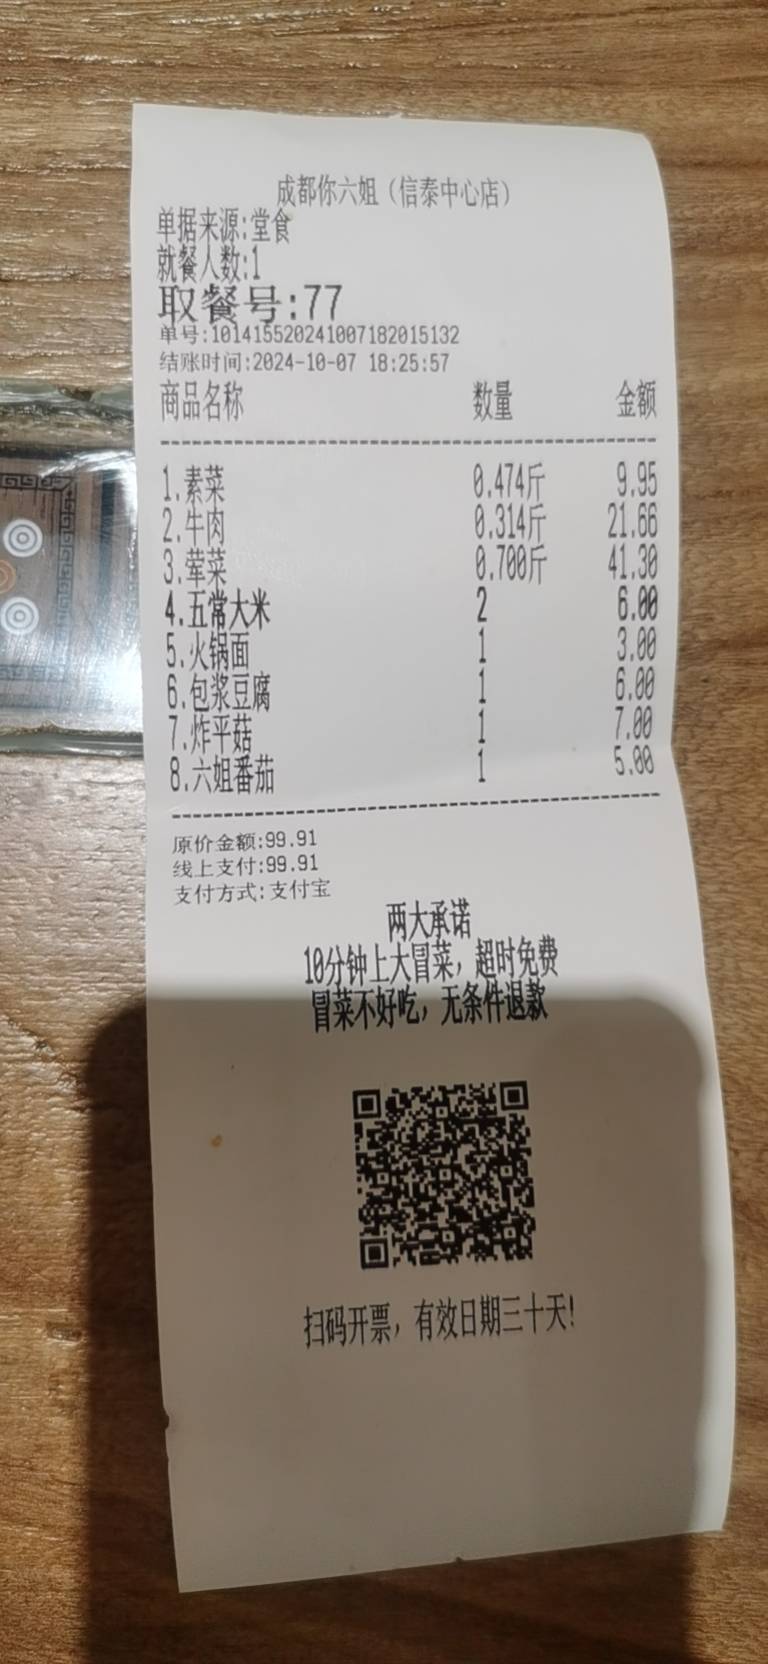 成都你六姐（信泰中心店）
单据来源:堂食
就餐人数:1
取餐号:77
单号:101415520241007182015132
结账时间:2024-10-07 18:25:57
商品名称 数量 金额
1.素菜 0.474斤 9.95
2.牛肉 0.314斤 21.66
3.荤菜 0.700斤 41.30
4.五常大米 2 6.00
5.火锅面 1 3.00
6.包浆豆腐 1 6.00
7.炸平菇 1 7.00
8.六姐番茄 1 5.00
原价金额:99.91
线上支付:99.91
支付方式:支付宝
两大承诺
10分钟上大冒菜，超时免费
冒菜不好吃，无条件退款
扫码开票，有效日期三十天!